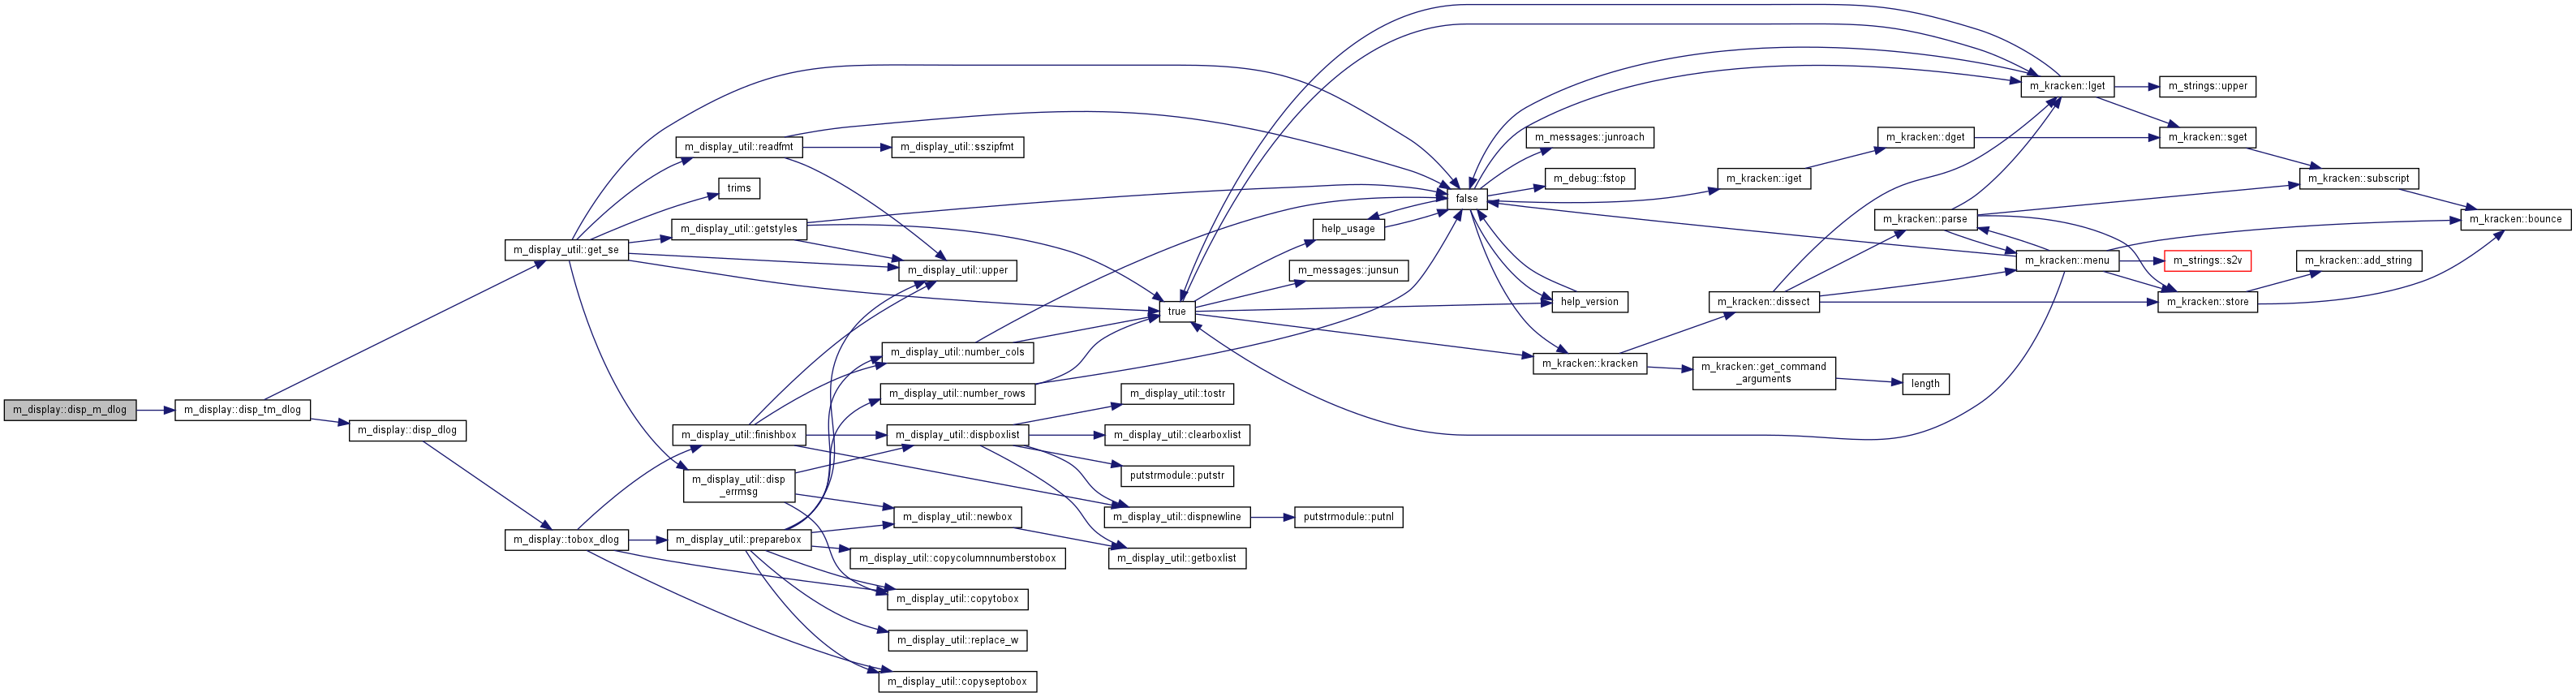 m_display::disp_m_dlog
m_display::disp_tm_dlog
m_display::disp_dlog
m_display_util::get_se
m_display::tobox_dlog
m_display_util::readfmt
trims
m_display_util::getstyles
m_display_util::finishbox
m_display_util::disp
_errmsg
m_display_util::preparebox
m_display_util::sszipfmt
m_display_util::upper
m_display_util::number_cols
m_display_util::number_rows
m_display_util::dispboxlist
m_display_util::newbox
m_display_util::copycolumnnumberstobox
m_display_util::copytobox
m_display_util::replace_w
m_display_util::copyseptobox
true
m_display_util::tostr
m_display_util::clearboxlist
putstrmodule::putstr
m_display_util::dispnewline
m_display_util::getboxlist
help_usage
m_messages::junsun
putstrmodule::putnl
false
m_messages::junroach
m_debug::fstop
help_version
m_kracken::kracken
m_kracken::iget
m_kracken::dissect
m_kracken::get_command
_arguments
m_kracken::dget
m_kracken::parse
length
m_kracken::lget
m_kracken::menu
m_strings::upper
m_kracken::sget
m_strings::s2v
m_kracken::store
m_kracken::subscript
m_kracken::add_string
m_kracken::bounce